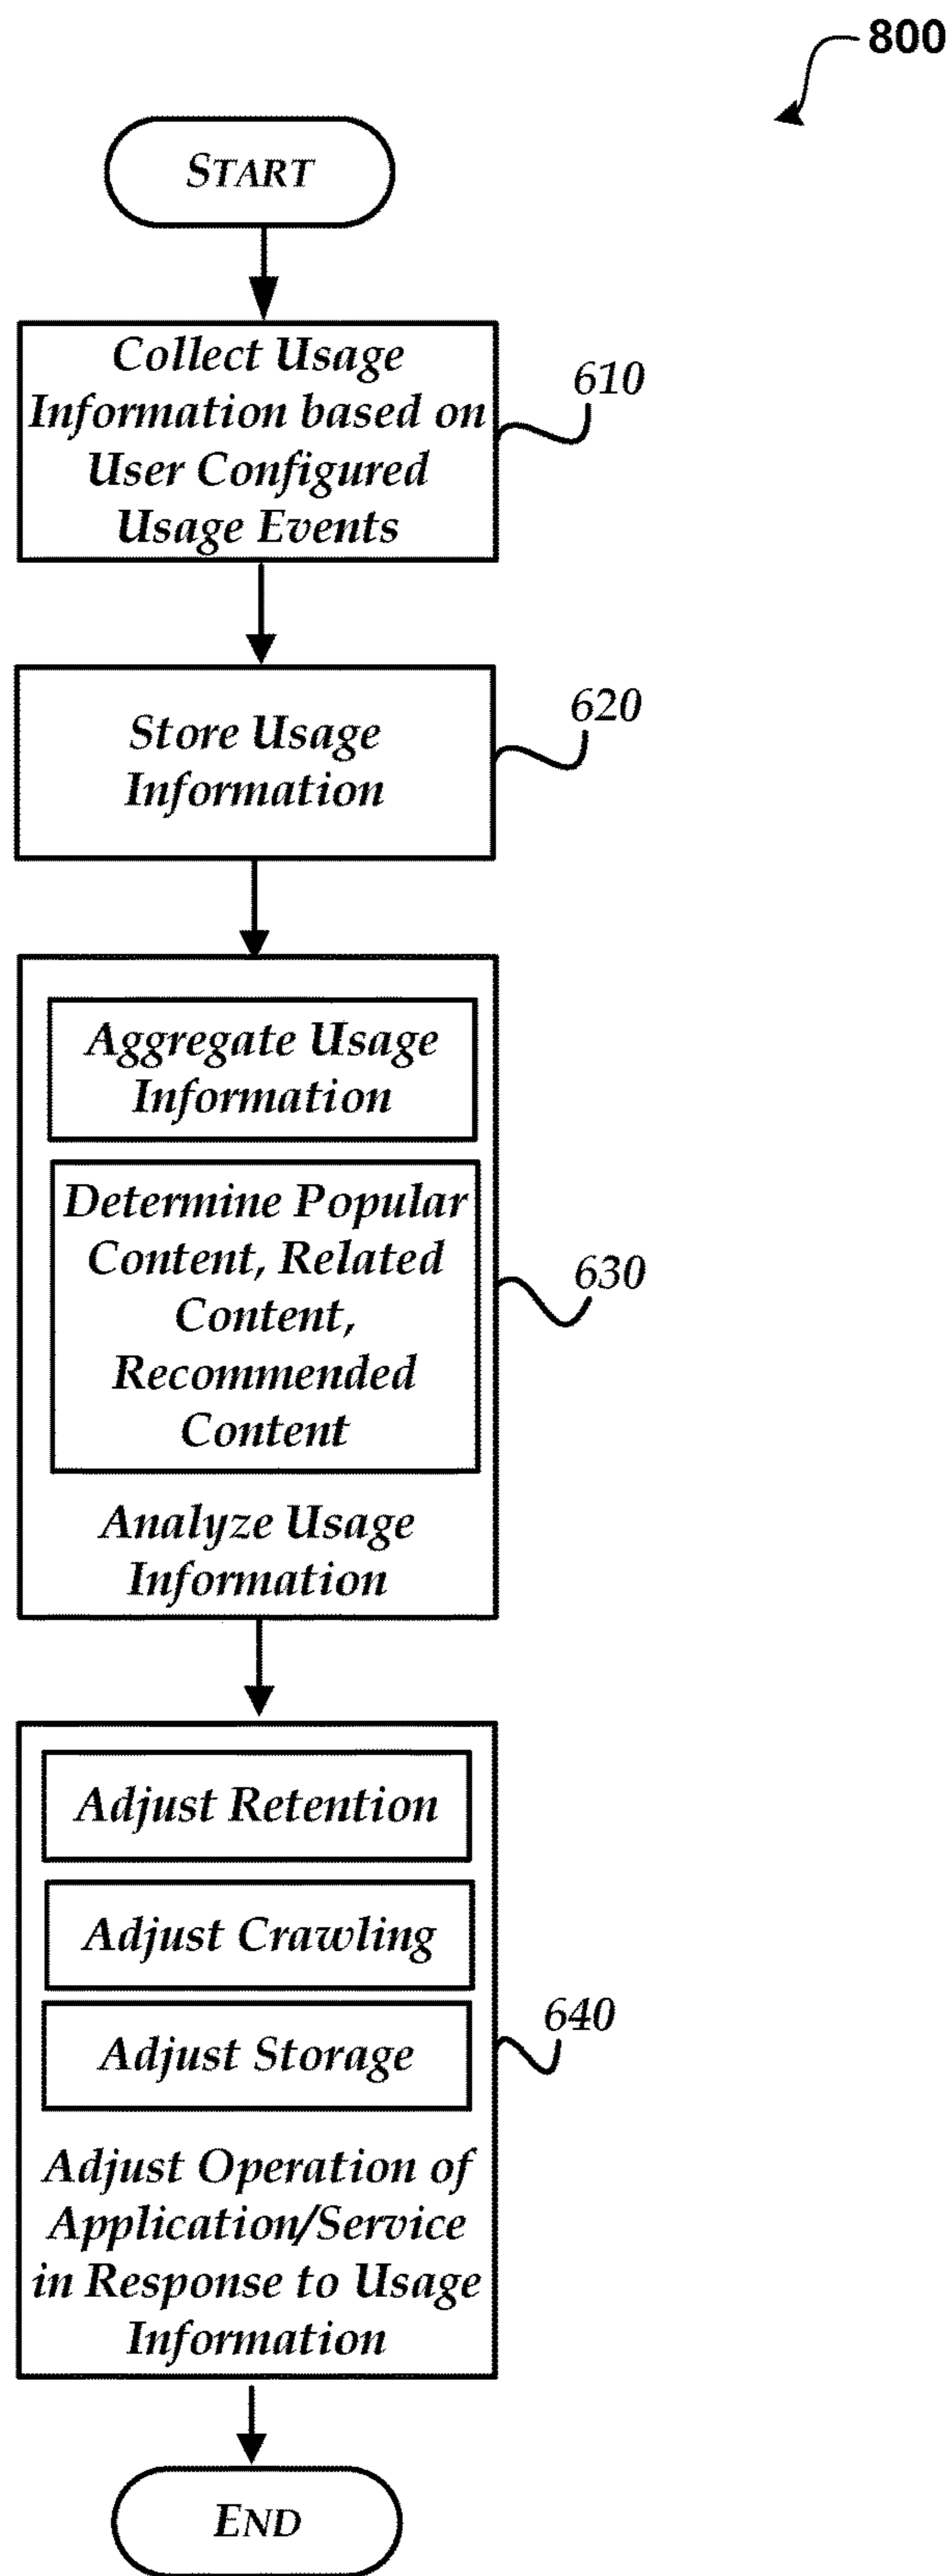 800
START
Collect Usage
Information based on
User Configured
Usage Events
610
Store Usage
Information
620
Aggregate Usage
Information
Determine Popular
Content, Related
Content,
Recommended
Content
630
Analyze Usage
Information
Adjust Retention
Adjust Crawling
Adjust Storage
640
Adjust Operation of
Application/Service
in Response to Usage
Information
END